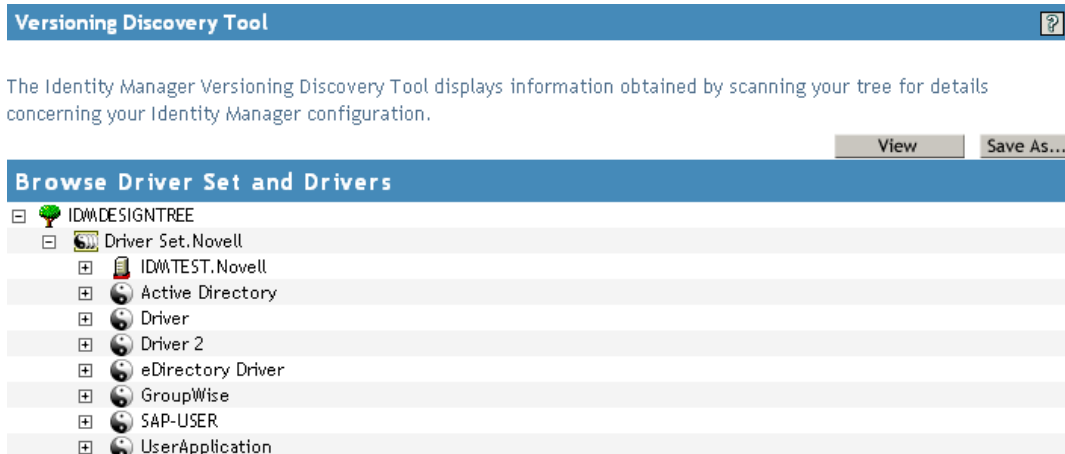 Versioning Discovery Tool
?
The Identity Manager Versioning Discovery Tool displays information obtained by scanning your tree for details
concerning your Identity Manager configuration.
View Save As...
Browse Driver Set and Drivers
IDMDESIGNTREE
Driver Set.Novell
IDMTEST.Novell
Active Directory
Driver
Driver 2
eDirectory Driver
GroupWise
SAP-USER
UserApplication